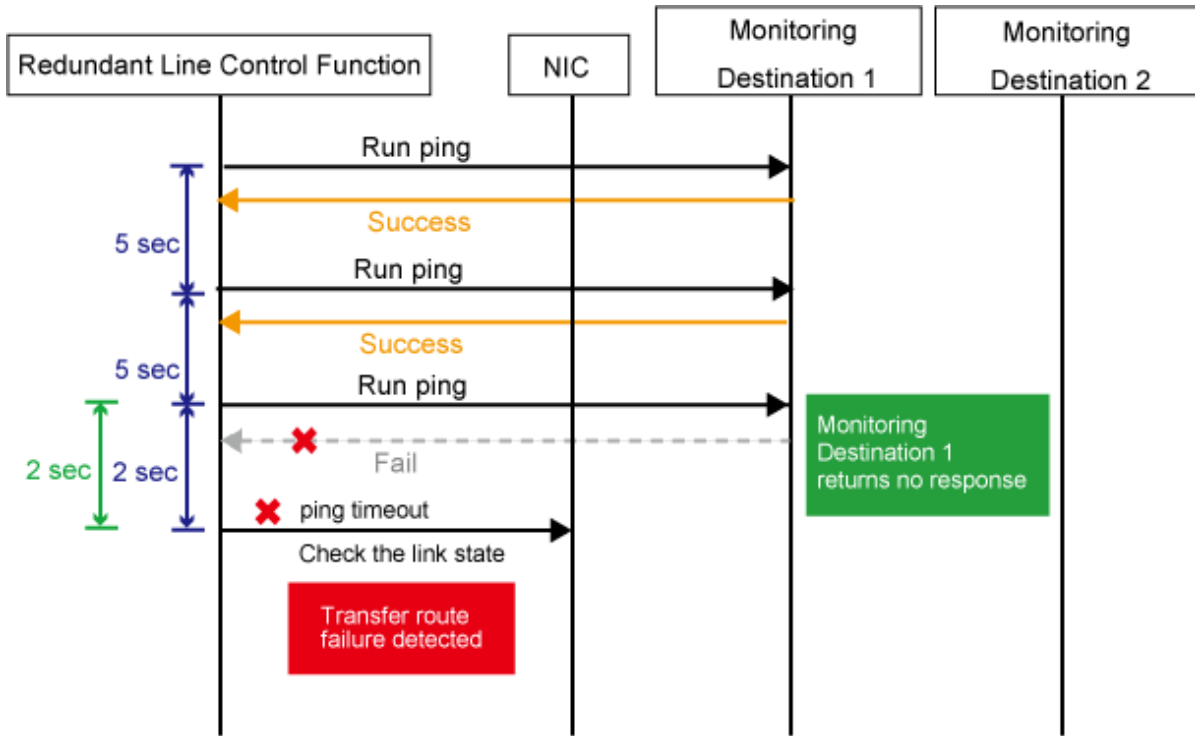 Redundant Line Control Function
NIC
Monitoring
Destination 1
Monitoring
Destination 2
Run ping
Success
5 sec
Run ping
Success
5 sec
Run ping
Fail
Monitoring
Destination 1
returns no response
2 sec
2 sec
ping timeout
Check the link state
Transfer route
failure detected